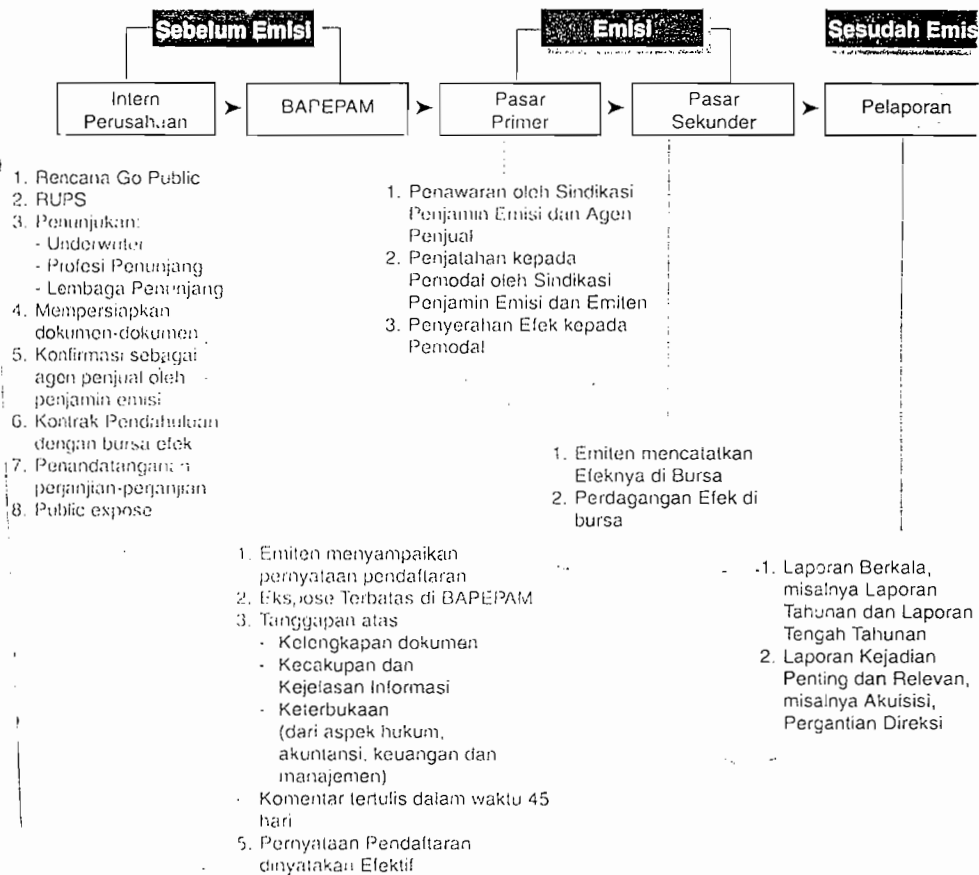 Sebelum Emisi
Emisi
Sesudah Emis
Intern
Perusahaan
BAPEPAM
Pasar
Primer
Pasar
Sekunder
Pelaporan
1. Rencana Go Public
2. RUPS
3. Penunjukan:
- Underwriter
- Profesi Penunjang
- Lembaga Penunjang
4. Mempersiapkan
dokumen-dokumen
5. Konfirmasi sebagai
agen penjual oleh
penjamin emisi
6. Kontrak Pendahuluan
dengan bursa efek
7. Penandatanganan
perjanjian-perjanjian
8. Public expose
1. Emiten menyampaikan
pernyataan pendaftaran
2. Ekspose Terbatas di BAPEPAM
3. Tanggapan atas
- Kelengkapan dokumen
- Kecakupan dan
Kejelasan Informasi
- Keterbukaan
(dari aspek hukum,
akuntansi, keuangan dan
manajemen)
Komentar tertulis dalam waktu 45
hari
5. Pernyataan Pendaftaran
dinyatakan Efektif
1. Penawaran oleh Sindikasi
Penjamin Emisi dan Agen
Penjual
2. Penjatahan kepada
Pemodal oleh Sindikasi
Penjamin Emisi dan Emiten
3. Penyerahan Efek kepada
Pemodal
1. Emiten mencatatkan
Efeknya di Bursa
2. Perdagangan Efek di
bursa
1. Laporan Berkala,
misalnya Laporan
Tahunan dan Laporan
Tengah Tahunan
2. Laporan Kejadian
Penting dan Relevan,
misalnya Akuisisi,
Pergantian Direksi